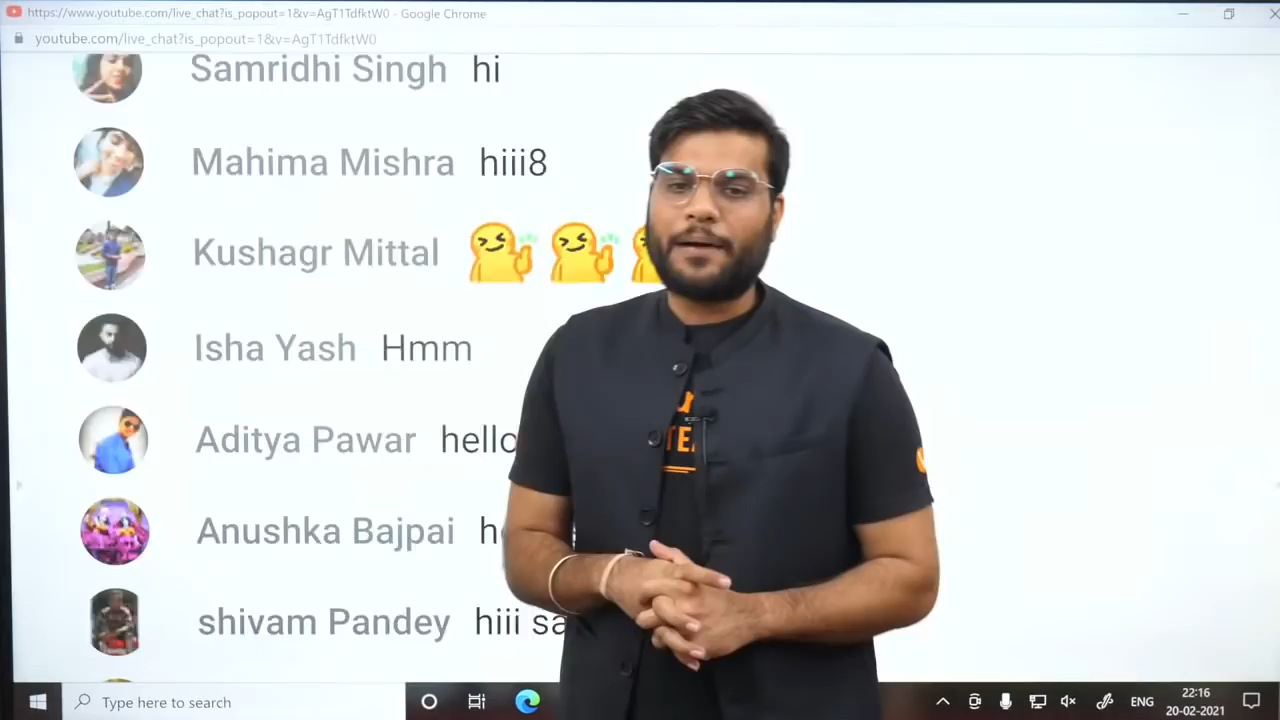 https://www.youtube.com/live_chat?is_popout=1&v=AgT1TdfktW0 - Google Chrome
youtube.com/live_chat?is_popout=1&v=AgT1TdfktW0
Samridhi Singh hi
Mahima Mishra hiii8
Kushagr Mittal
Isha Yash Hmm
Aditya Pawar hello
Anushka Bajpai
shivam Pandey hiii
Type here to search
ENG
22:16
20-02-2021